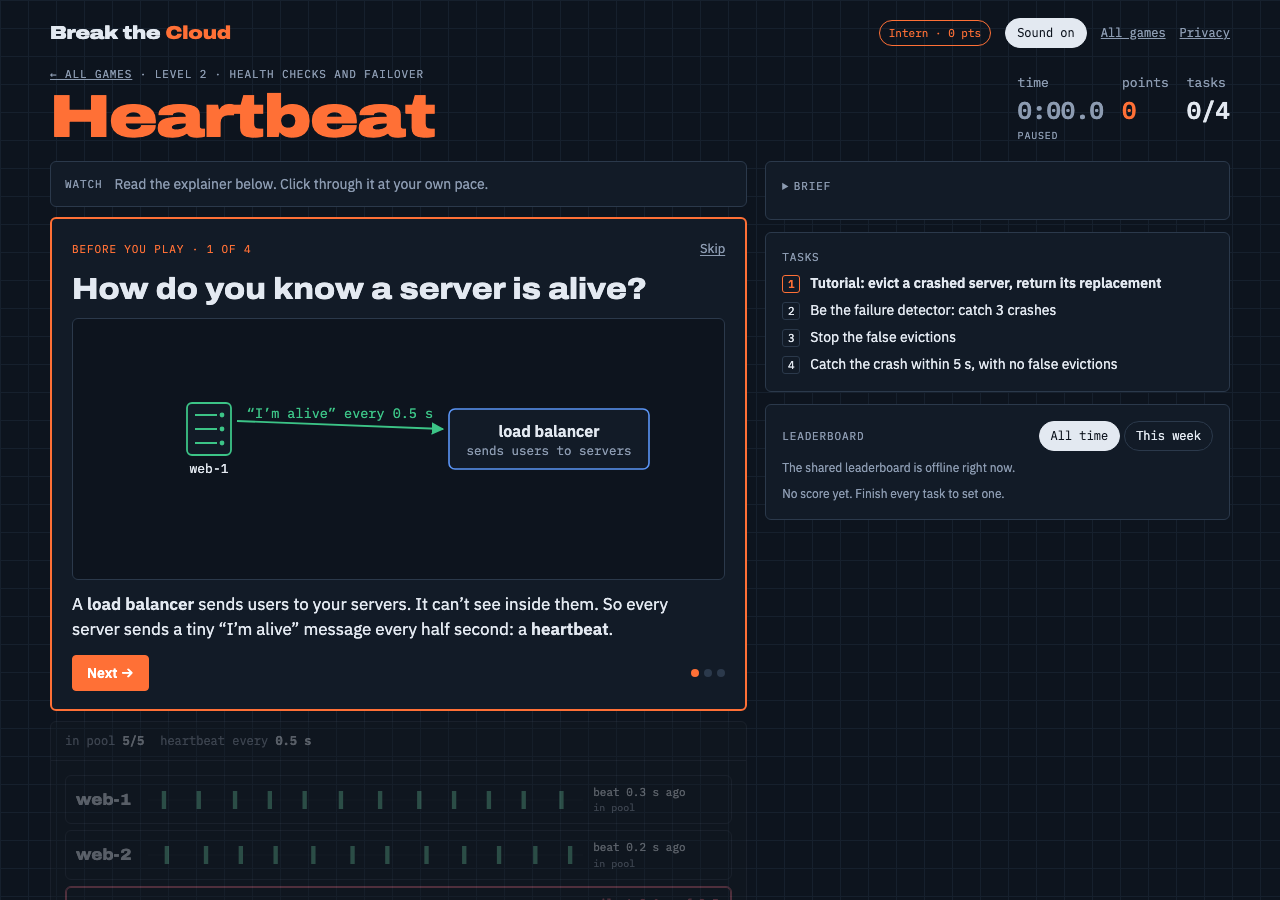 Break the Cloud
Intern · 0 pts
Sound on
All games
Privacy
← ALL GAMES · LEVEL 2 · HEALTH CHECKS AND FAILOVER
Heartbeat
time
0:00.0
PAUSED
points
0
tasks
0/4
WATCH Read the explainer below. Click through it at your own pace.
BEFORE YOU PLAY · 1 OF 4
Skip
How do you know a server is alive?
“I’m alive” every 0.5 s
web-1
load balancer
sends users to servers
A load balancer sends users to your servers. It can’t see inside them. So every
server sends a tiny “I’m alive” message every half second: a heartbeat.
Next →
in pool 5/5 heartbeat every 0.5 s
web-1
beat 0.3 s ago
in pool
web-2
beat 0.2 s ago
in pool
BRIEF
TASKS
1 Tutorial: evict a crashed server, return its replacement
2 Be the failure detector: catch 3 crashes
3 Stop the false evictions
4 Catch the crash within 5 s, with no false evictions
LEADERBOARD
All time
This week
The shared leaderboard is offline right now.
No score yet. Finish every task to set one.